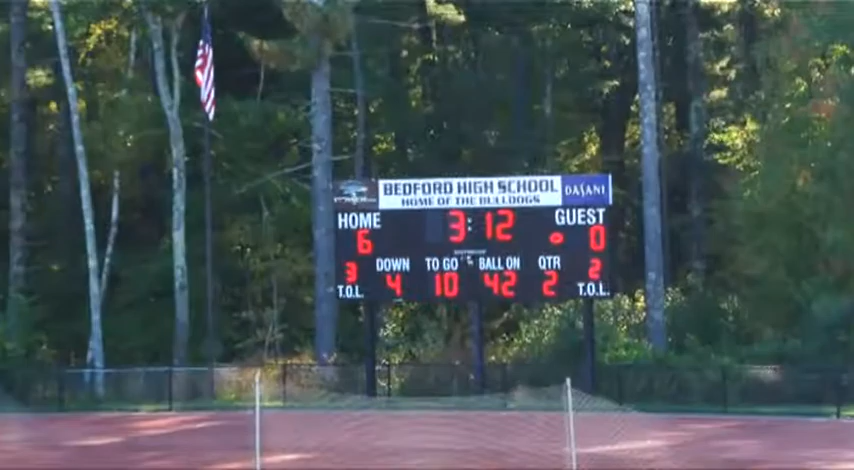 BEDFORD HIGH SCHOOL
HOME OF THE BULLDOGS
DASANI
HOME 3:12 GUEST
6 0
3 DOWN TO GO BALL ON QTR 2
T.O.L. 4 10 42 2 T.O.L.